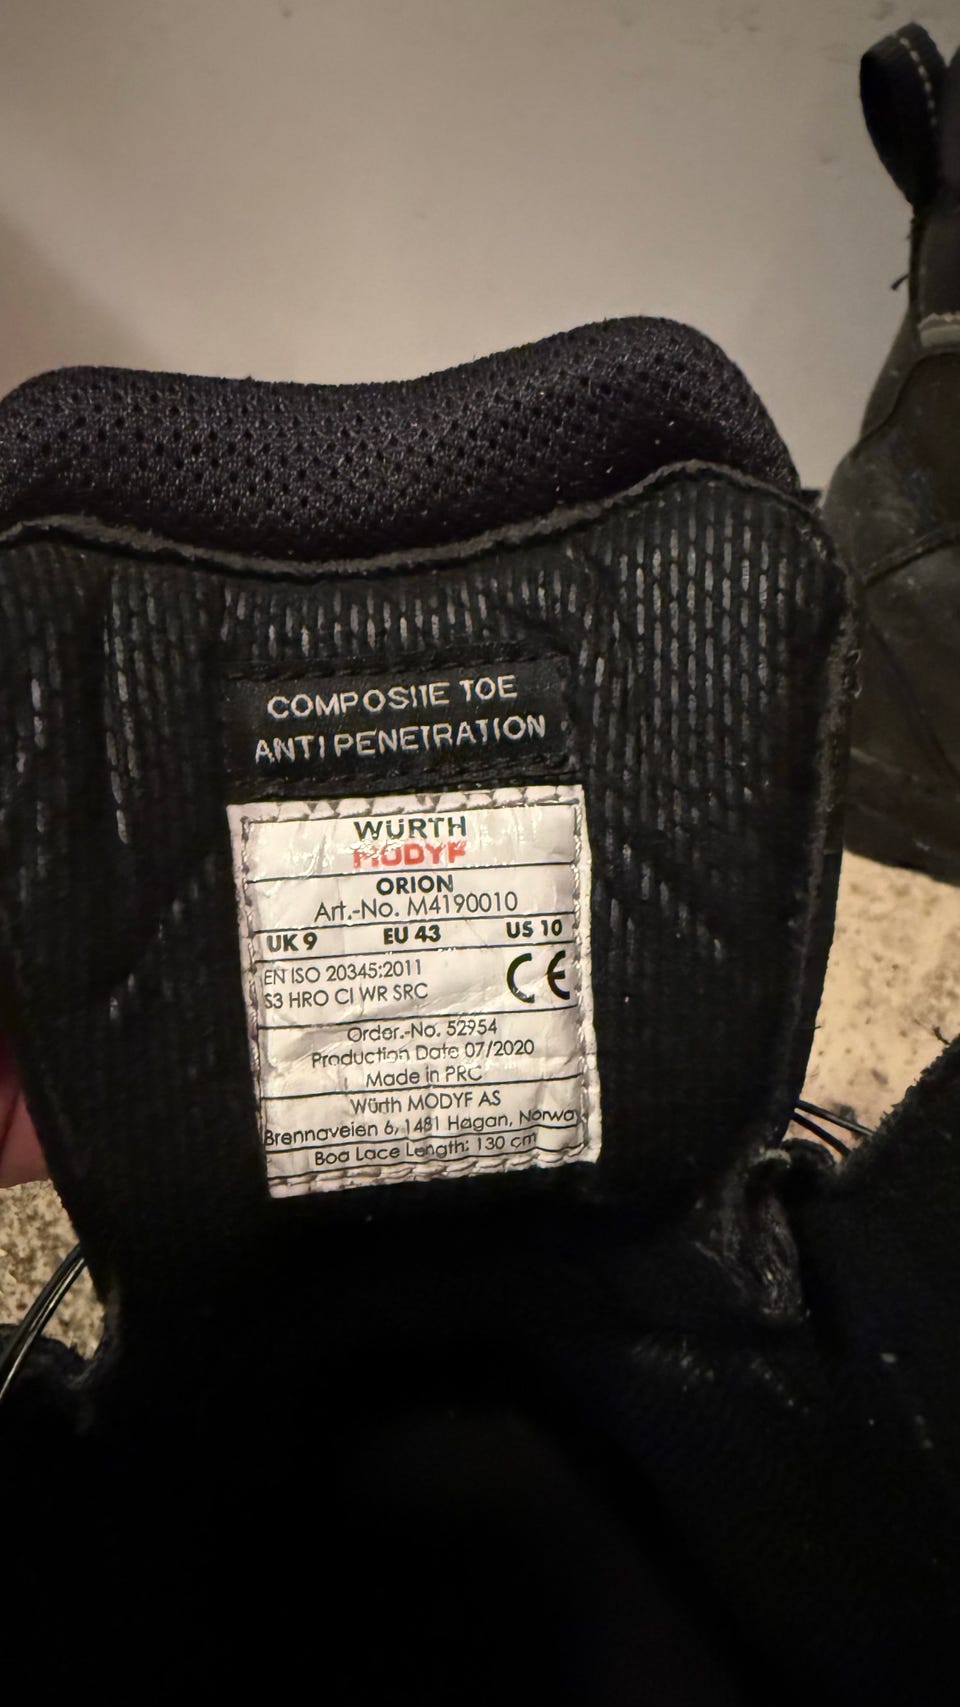 COMPOSITE TOE
ANTI PENETRATION
WÜRTH
MODYF
ORION
Art.-No. M4190010
UK 9 EU 43 US 10
EN ISO 20345:2011
S3 HRO CI WR SRC
CE
Order.-No. 52954
Production Date 07/2020
Made in PRC
Würth MODYF AS
Brennaveien 6, 1481 Hagan, Norway
Boa Lace Length: 130 cm